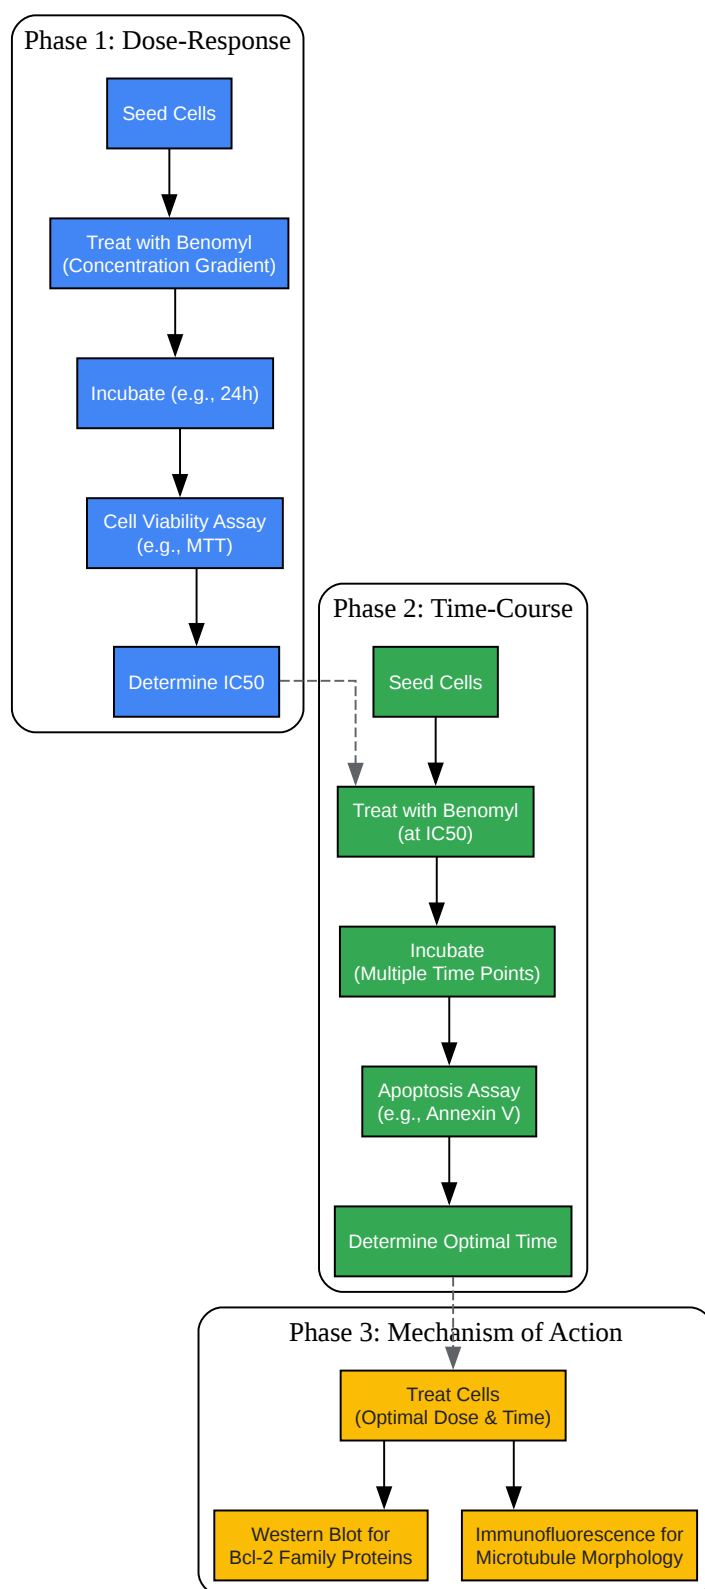 Phase 1: Dose-Response
Seed Cells
Treat with Benomyl
(Concentration Gradient)
Incubate (e.g., 24h)
Cell Viability Assay
(e.g., MTT)
Determine IC50
Phase 2: Time-Course
Seed Cells
Treat with Benomyl
(at IC50)
Incubate
(Multiple Time Points)
Apoptosis Assay
(e.g., Annexin V)
Determine Optimal Time
Phase 3: Mechanism of Action
Treat Cells
(Optimal Dose & Time)
Western Blot for
Bcl-2 Family Proteins
Immunofluorescence for
Microtubule Morphology